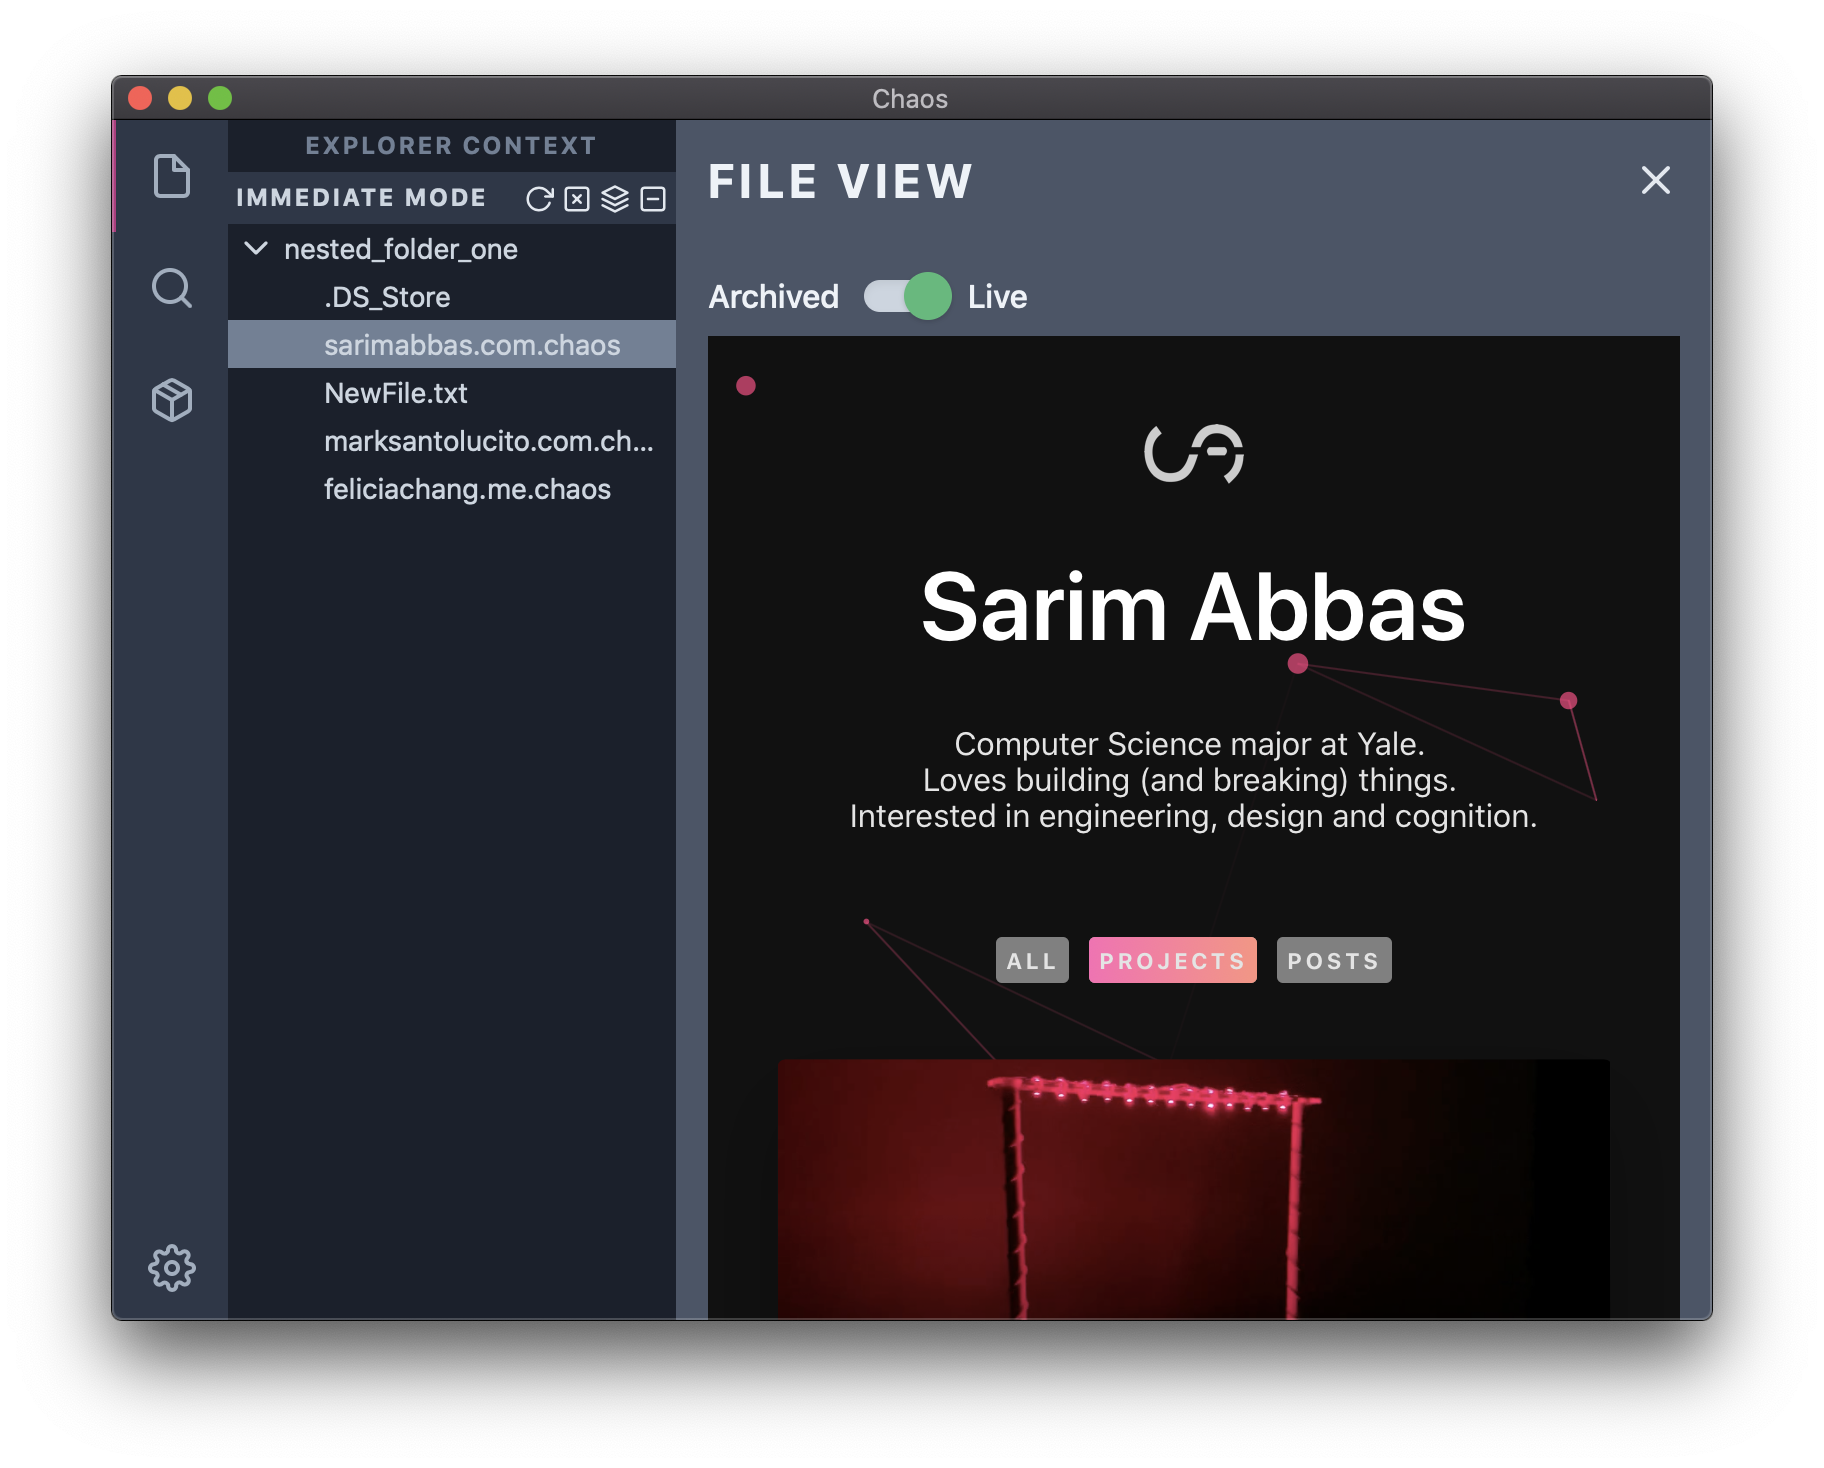 Chaos
EXPLORER CONTEXT
IMMEDIATE MODE
nested_folder_one
.DS_Store
sarimabbas.com.chaos
NewFile.txt
marksantolucito.com.ch...
feliciachang.me.chaos
FILE VIEW
Archived Live
Sarim Abbas
Computer Science major at Yale.
Loves building (and breaking) things.
Interested in engineering, design and cognition.
ALL PROJECTS POSTS